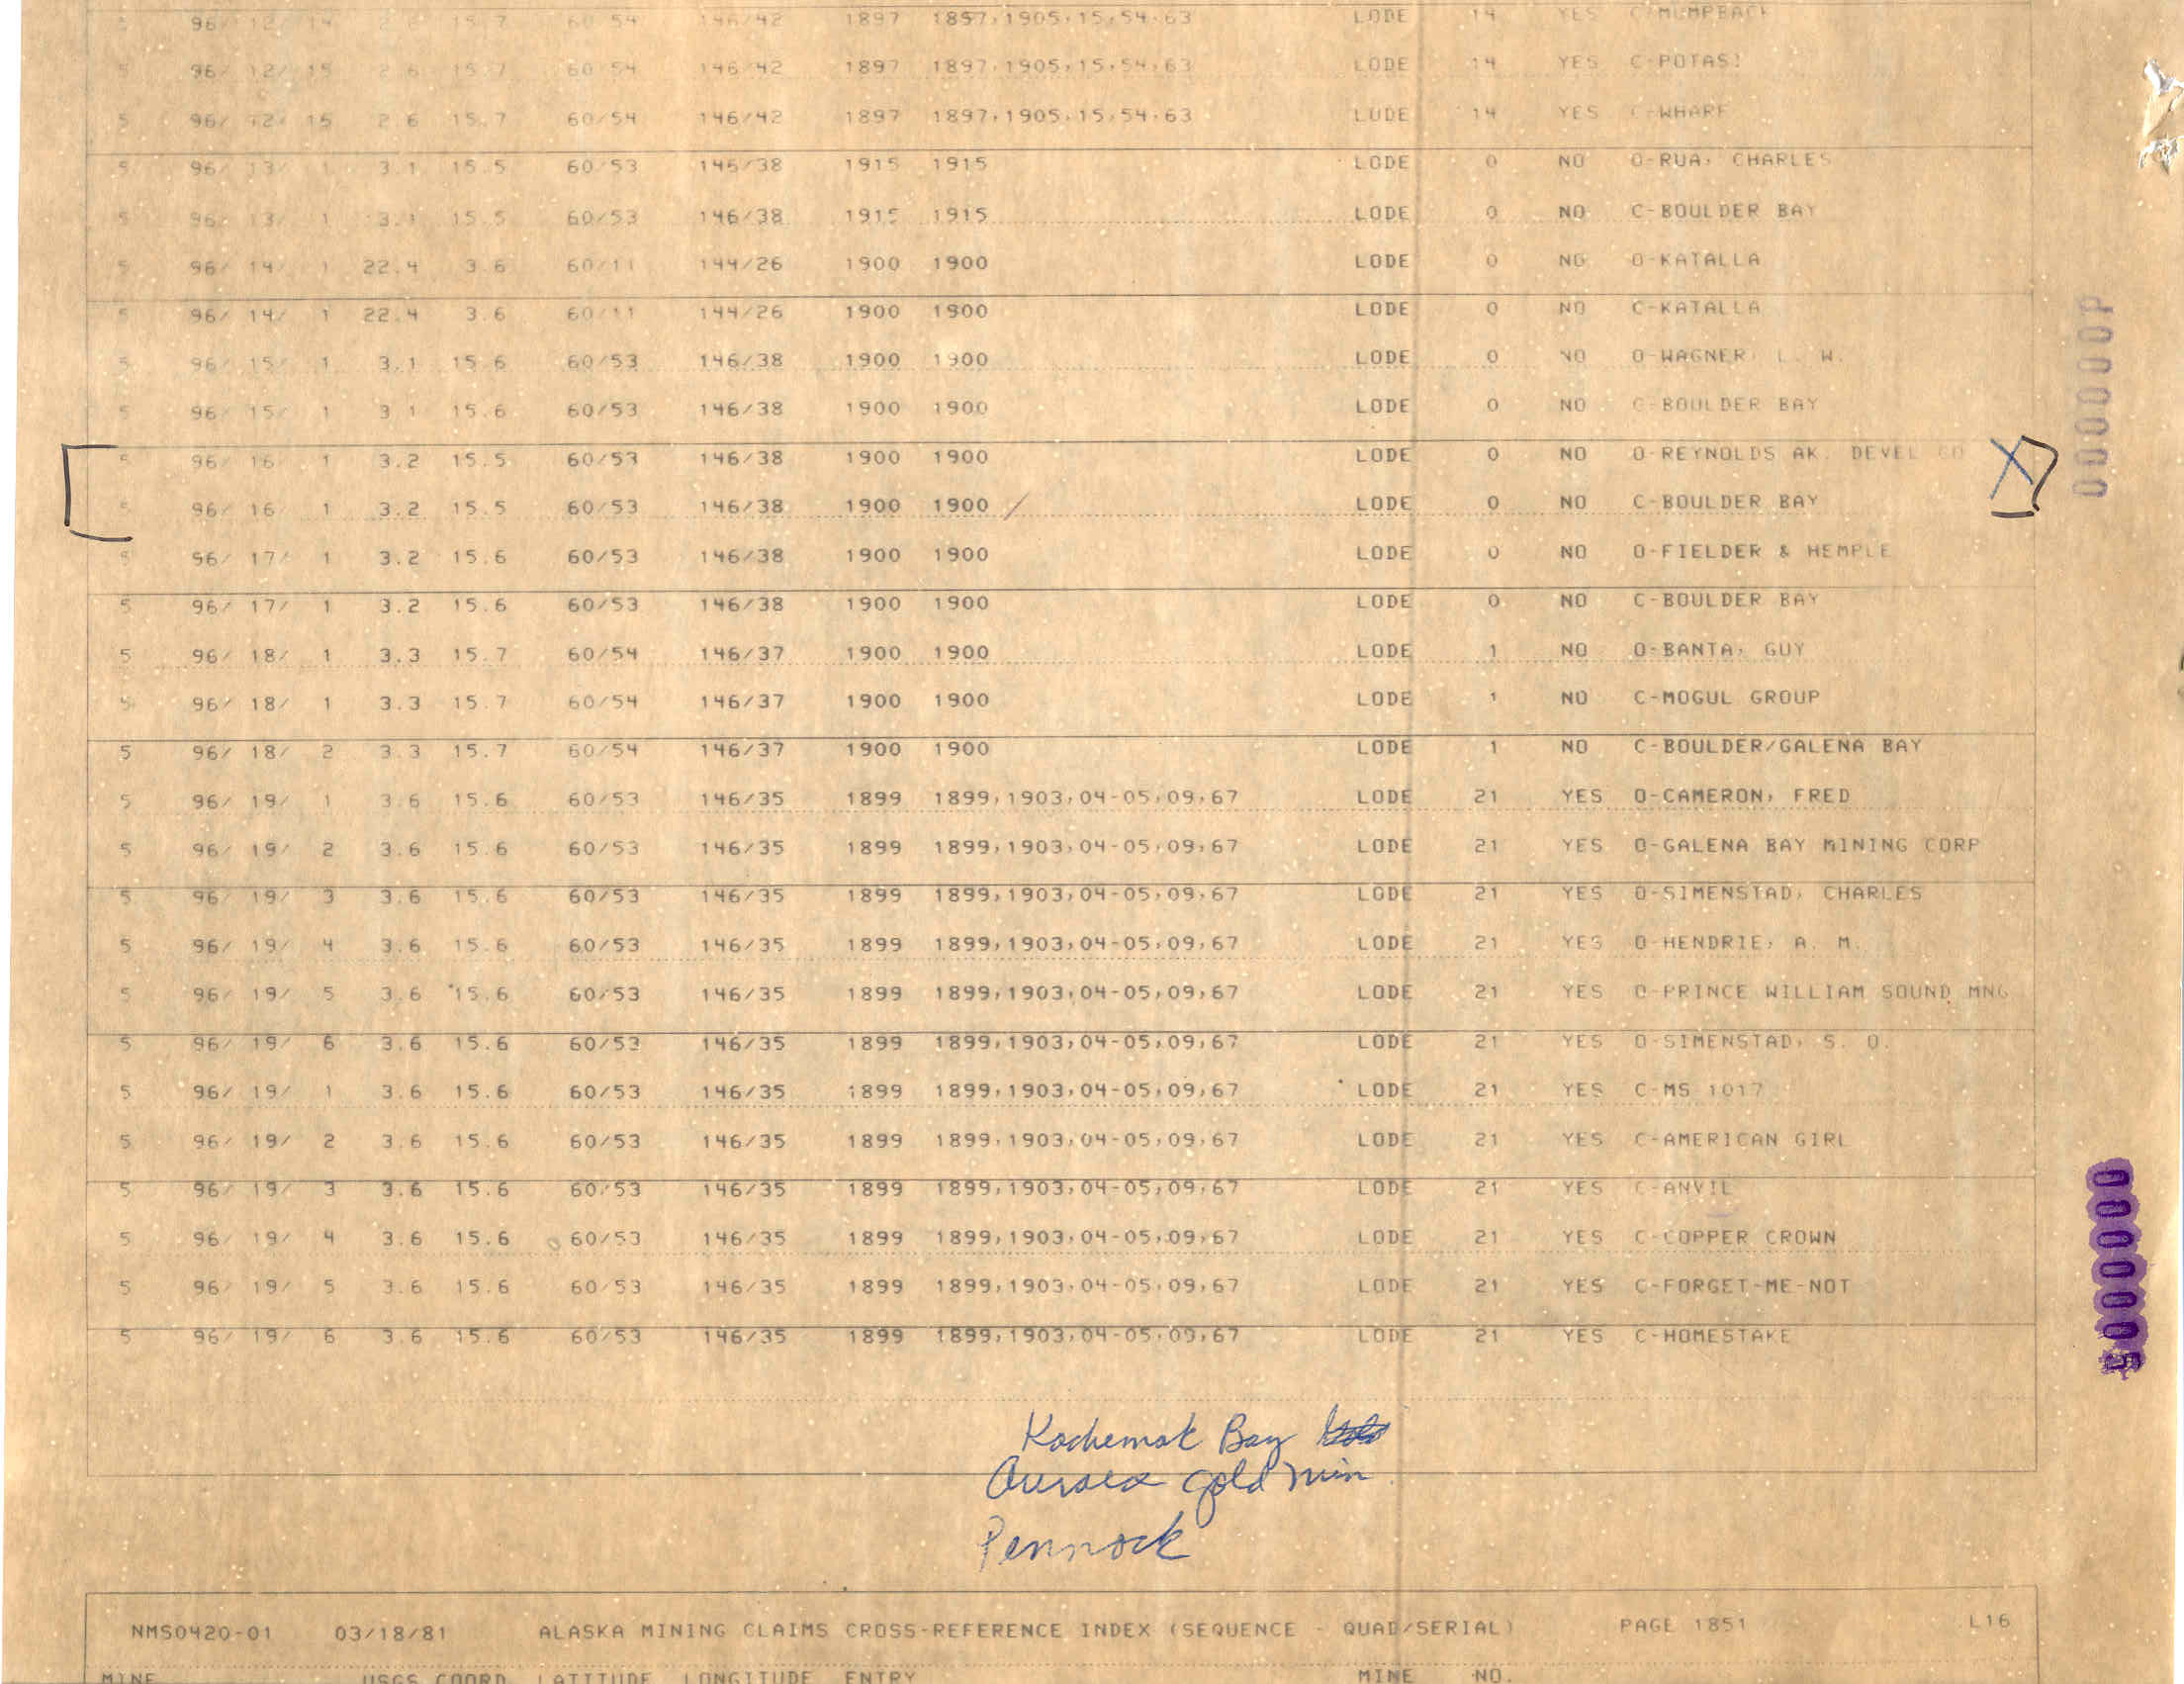 5 96/ 12/ 14 2.6 15.7 60/54 146/42 1897 1897,1905,15,54,63 LODE 14 YES C-MUMPBACK
5 96/ 12/ 15 2.6 15.7 60/54 146/42 1897 1897,1905,15,54,63 LODE 14 YES
5 96/ 12/ 15 2.6 15.7 60/54 146/42 1897 1897,1905,15,54,63 LODE 14 YES C-WHARF
5 96/ 13/ 3.1 15.5 60/53 146/38 1915 1915 LODE 0 NO O-RUA, CHARLES
5 96/ 13/ 1 3.1 15.5 60/53 146/38 1915 1915 LODE 0 NO C-BOULDER BAY
5 96/ 14/ 1 22.4 3.6 60/11 144/26 1900 1900 LODE 0 NO O-KATALLA
5 96/ 14/ 1 22.4 3.6 60/11 144/26 1900 1900 LODE 0 NO C-KATALLA
5 96/ 15/ 1 3.1 15.6 60/53 146/38 1900 1900 LODE 0 NO O-WAGNER, L. W.
5 96/ 15/ 1 3.1 15.6 60/53 146/38 1900 1900 LODE 0 NO C-BOULDER BAY
5 96/ 16/ 1 3.2 15.5 60/53 146/38 1900 1900 LODE 0 NO O-REYNOLDS AK. DEVEL CO X
5 96/ 16/ 1 3.2 15.5 60/53 146/38 1900 1900 / LODE 0 NO C-BOULDER BAY
5 96/ 17/ 1 3.2 15.6 60/53 146/38 1900 1900 LODE 0 NO O-FIELDER & HEMPLE
5 96/ 17/ 1 3.2 15.6 60/53 146/38 1900 1900 LODE 0 NO C-BOULDER BAY
5 96/ 18/ 1 3.3 15.7 60/54 146/37 1900 1900 LODE 1 NO O-BANTA, GUY
5 96/ 18/ 1 3.3 15.7 60/54 146/37 1900 1900 LODE 1 NO C-MOGUL GROUP
5 96/ 18/ 2 3.3 15.7 60/54 146/37 1900 1900 LODE 1 NO C-BOULDER/GALENA BAY
5 96/ 19/ 1 3.6 15.6 60/53 146/35 1899 1899,1903,04-05,09,67 LODE 21 YES O-CAMERON, FRED
5 96/ 19/ 2 3.6 15.6 60/53 146/35 1899 1899,1903,04-05,09,67 LODE 21 YES O-GALENA BAY MINING CORP
5 96/ 19/ 3 3.6 15.6 60/53 146/35 1899 1899,1903,04-05,09,67 LODE 21 YES O-SIMENSTAD, CHARLES
5 96/ 19/ 4 3.6 15.6 60/53 146/35 1899 1899,1903,04-05,09,67 LODE 21 YES O-HENDRIE, A. M.
5 96/ 19/ 5 3.6 15.6 60/53 146/35 1899 1899,1903,04-05,09,67 LODE 21 YES O-PRINCE WILLIAM SOUND MNG
5 96/ 19/ 6 3.6 15.6 60/53 146/35 1899 1899,1903,04-05,09,67 LODE 21 YES O-SIMENSTAD, S. O.
5 96/ 19/ 1 3.6 15.6 60/53 146/35 1899 1899,1903,04-05,09,67 LODE 21 YES C-MS 1017
5 96/ 19/ 2 3.6 15.6 60/53 146/35 1899 1899,1903,04-05,09,67 LODE 21 YES C-AMERICAN GIRL
5 96/ 19/ 3 3.6 15.6 60/53 146/35 1899 1899,1903,04-05,09,67 LODE 21 YES C-ANVIL
5 96/ 19/ 4 3.6 15.6 60/53 146/35 1899 1899,1903,04-05,09,67 LODE 21 YES C-COPPER CROWN
5 96/ 19/ 5 3.6 15.6 60/53 146/35 1899 1899,1903,04-05,09,67 LODE 21 YES C-FORGET-ME-NOT
5 96/ 19/ 6 3.6 15.6 60/53 146/35 1899 1899,1903,04-05,09,67 LODE 21 YES C-HOMESTAKE
Kachemak Bay
Aurora gold min
Pennock
NMS0420-01 03/18/81 ALASKA MINING CLAIMS CROSS-REFERENCE INDEX (SEQUENCE - QUAD/SERIAL) PAGE 1851 L16
MINE USGS COORD LATITUDE LONGITUDE ENTRY MINE NO.